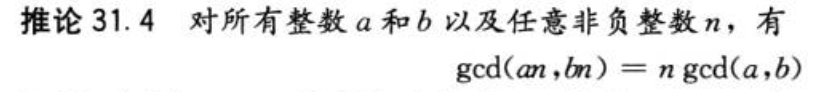 推论 31.4 对所有整数 a 和 b 以及任意非负整数 n，有
gcd(an,bn) = n gcd(a,b)